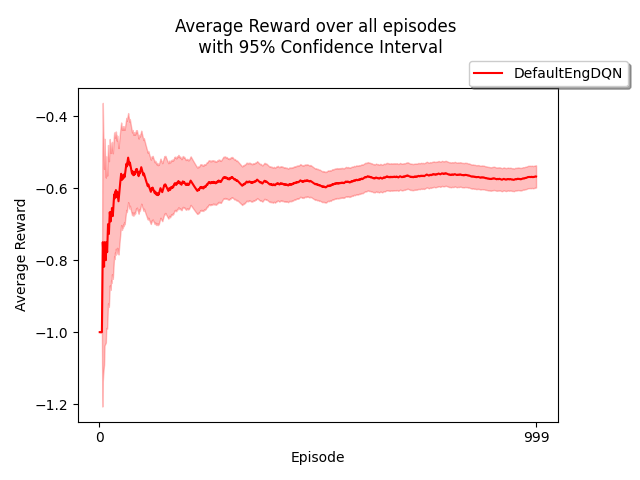 Average Reward over all episodes
with 95% Confidence Interval
DefaultEngDQN
−0.4
−0.6
−0.8
−1.0
−1.2
Average Reward
0
999
Episode